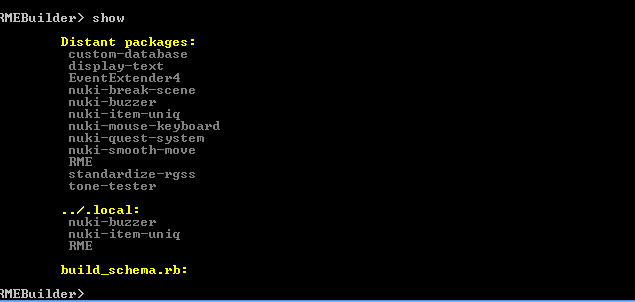 RMEBuilder> show
Distant packages:
custom-database
display-text
EventExtender4
nuki-break-scene
nuki-buzzer
nuki-item-uniq
nuki-mouse-keyboard
nuki-quest-system
nuki-smooth-move
RME
standardize-rgss
tone-tester
../.local:
nuki-buzzer
nuki-item-uniq
RME
build_schema.rb:
RMEBuilder>